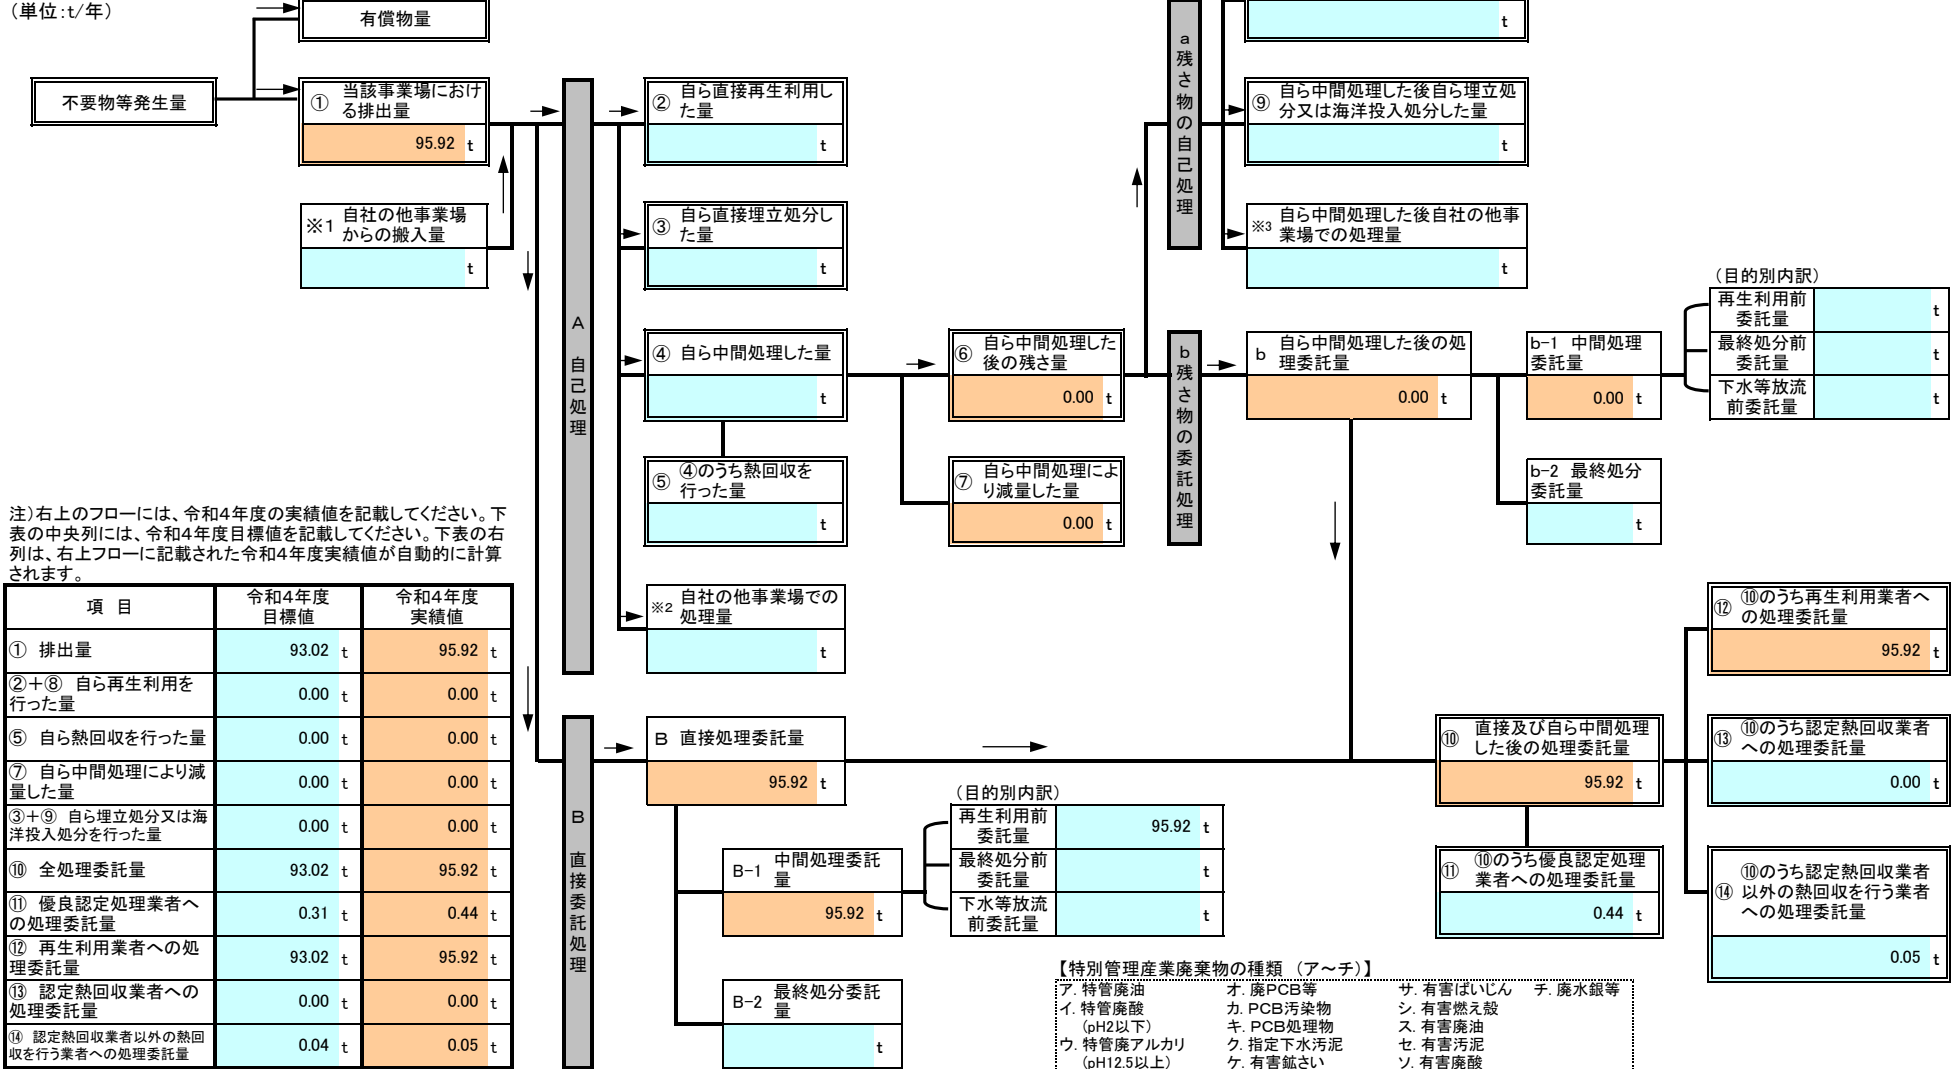 （単位：t/年）
有償物量
不要物等発生量
① 当該事業場におけ
る排出量
95.92 t
※1 自社の他事業場
からの搬入量
t
A 自己処理
② 自ら直接再生利用し
た量
t
③ 自ら直接埋立処分し
た量
t
④ 自ら中間処理した量
t
⑤ ④のうち熱回収を
行った量
t
※2 自社の他事業場での
処理量
t
⑥ 自ら中間処理した
後の残さ量
0.00 t
⑦ 自ら中間処理によ
り減量した量
0.00 t
a 残さ物の自己処理
t
⑨ 自ら中間処理した後自ら埋立処
分又は海洋投入処分した量
t
※3 自ら中間処理した後自社の他事
業場での処理量
t
b 残さ物の委託処理
b 自ら中間処理した後の処
理委託量
0.00 t
b-1 中間処理
委託量
0.00 t
b-2 最終処分
委託量
t
（目的別内訳）
再生利用前
委託量
t
最終処分前
委託量
t
下水等放流
前委託量
t
注）右上のフローには、令和4年度の実績値を記載してください。下
表の中央列には、令和4年度目標値を記載してください。下表の右
列は、右上フローに記載された令和4年度実績値が自動的に計算
されます。
項 目 令和4年度
目標値 令和4年度
実績値
① 排出量 93.02 t 95.92 t
②＋⑧ 自ら再生利用を
行った量 0.00 t 0.00 t
⑤ 自ら熱回収を行った量 0.00 t 0.00 t
⑦ 自ら中間処理により減
量した量 0.00 t 0.00 t
③＋⑨ 自ら埋立処分又は海
洋投入処分を行った量 0.00 t 0.00 t
⑩ 全処理委託量 93.02 t 95.92 t
⑪ 優良認定処理業者へ
の処理委託量 0.31 t 0.44 t
⑫ 再生利用業者への処
理委託量 93.02 t 95.92 t
⑬ 認定熱回収業者への
処理委託量 0.00 t 0.00 t
⑭ 認定熱回収業者以外の熱回
収を行う業者への処理委託量 0.04 t 0.05 t
B 直接委託処理
B 直接処理委託量
95.92 t
B-1 中間処理委託
量
95.92 t
B-2 最終処分委託
量
t
（目的別内訳）
再生利用前
委託量
95.92 t
最終処分前
委託量
t
下水等放流
前委託量
t
⑩ 直接及び自ら中間処理
した後の処理委託量
95.92 t
⑪ ⑩のうち優良認定処理
業者への処理委託量
0.44 t
⑫ ⑩のうち再生利用業者へ
の処理委託量
95.92 t
⑬ ⑩のうち認定熱回収業者
への処理委託量
0.00 t
⑭ ⑩のうち認定熱回収業者
以外の熱回収を行う業者
への処理委託量
0.05 t
【特別管理産業廃棄物の種類 （ア～チ）】
ア. 特管廃油 オ. 廃PCB等 サ. 有害ばいじん チ. 廃水銀等
イ. 特管廃酸 カ. PCB汚染物 シ. 有害燃え殻
（pH2以下） キ. PCB処理物 ス. 有害廃油
ウ. 特管廃アルカリ ク. 指定下水汚泥 セ. 有害汚泥
（pH12.5以上） ケ. 有害鉱さい ソ. 有害廃酸